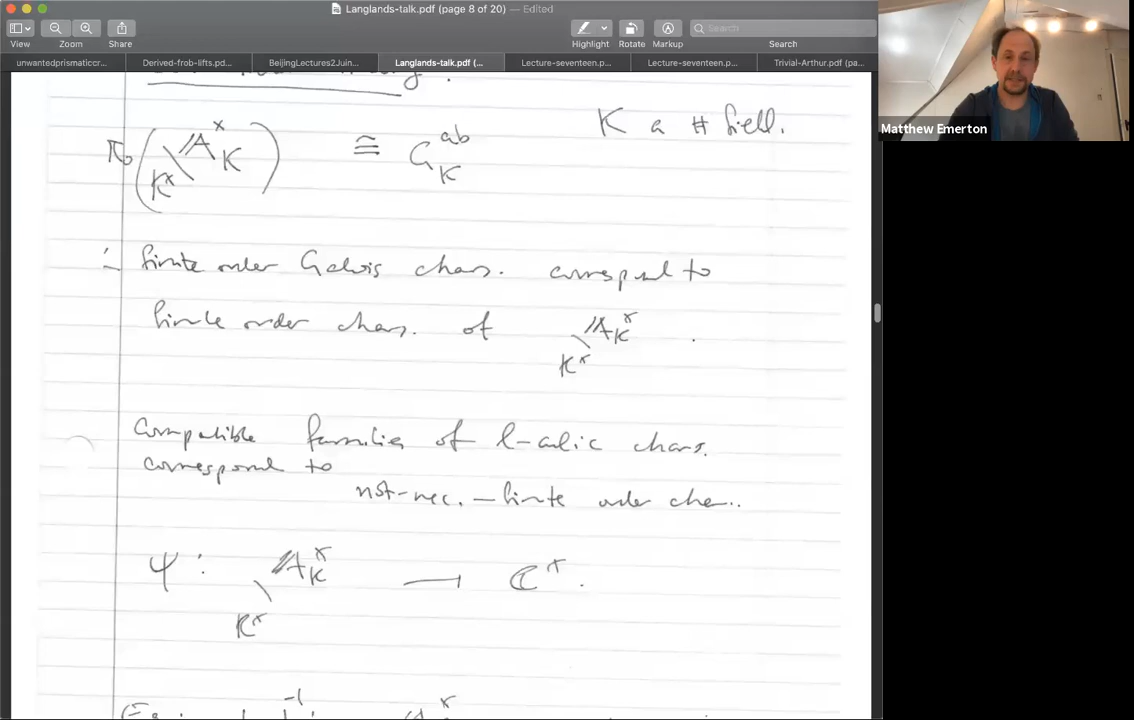 Langlands-talk.pdf (page 8 of 20) — Edited
View Zoom Share Highlight Rotate Markup Search
Search
unwantedprismaticcr... Derived-frob-lifts.pd... BeijingLectures2Juin... Langlands-talk.pdf (... Lecture-seventeen.p... Lecture-seventeen.p... Trivial-Arthur.pdf (pa...
Matthew Emerton
K a # field.
π₀(K^× \ 𝔸_K^×) ≅ G_K^ab
∴ finite order Galois chars. correspond to
finite order chars. of K^× \ 𝔸_K^× .
Compatible families of l-adic chars.
correspond to
not-nec.-finite order char..
ψ : K^× \ 𝔸_K^× → ℂ^× .